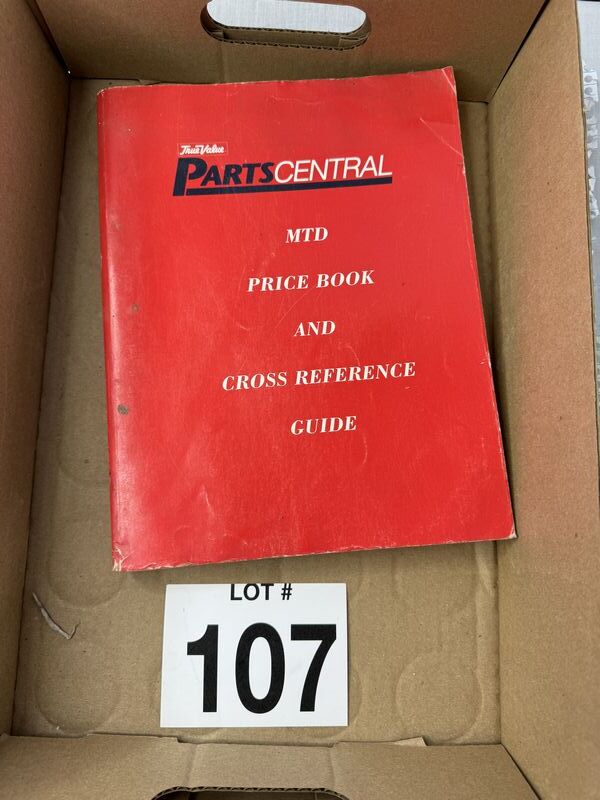 True Value
PARTSCENTRAL
MTD
PRICE BOOK
AND
CROSS REFERENCE
GUIDE
LOT #
107